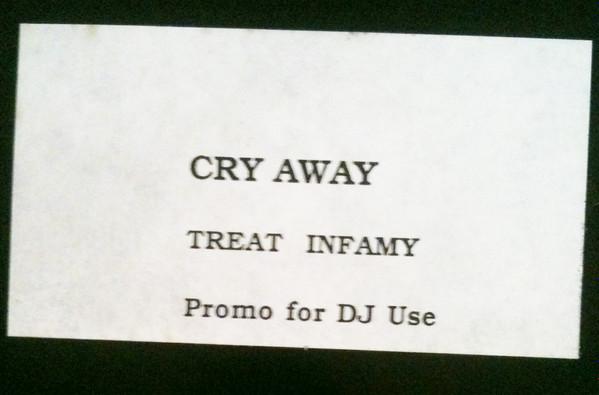 CRY AWAY
TREAT INFAMY
Promo for DJ Use